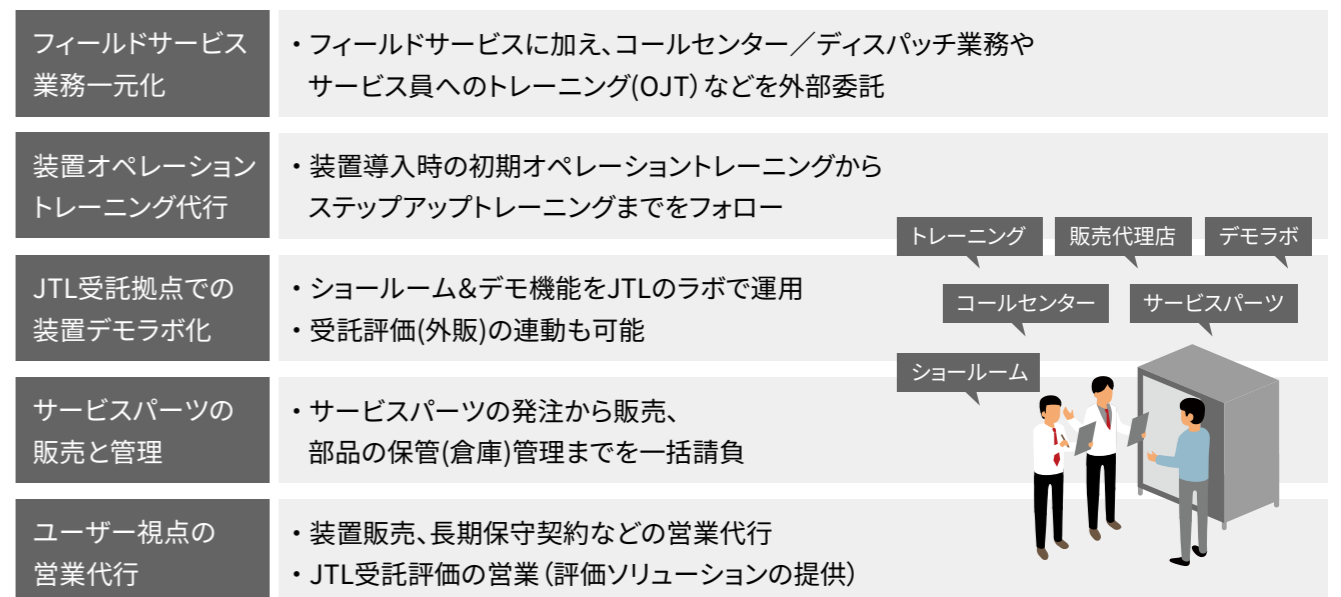 フィールドサービス
業務一元化
・フィールドサービスに加え、コールセンター／ディスパッチ業務や
サービス員へのトレーニング(OJT）などを外部委託
装置オペレーション
トレーニング代行
・装置導入時の初期オペレーショントレーニングから
ステップアップトレーニングまでをフォロー
JTL受託拠点での
装置デモラボ化
・ショールーム&デモ機能をJTLのラボで運用
・受託評価(外販)の連動も可能
サービスパーツの
販売と管理
・サービスパーツの発注から販売、
部品の保管(倉庫)管理までを一括請負
ユーザー視点の
営業代行
・装置販売、長期保守契約などの営業代行
・JTL受託評価の営業（評価ソリューションの提供）
トレーニング
販売代理店
デモラボ
コールセンター
サービスパーツ
ショールーム